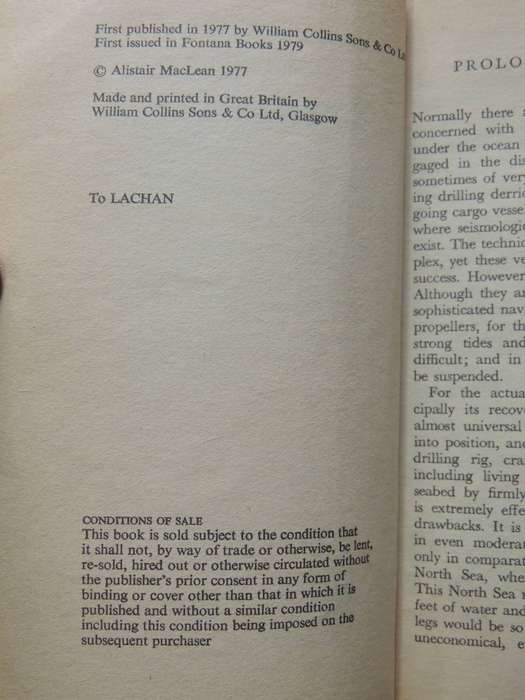 First published in 1977 by William Collins Sons & Co
First issued in Fontana Books 1979
© Alistair MacLean 1977
Made and printed in Great Britain by
William Collins Sons & Co Ltd, Glasgow
To LACHAN
CONDITIONS OF SALE
This book is sold subject to the condition that
it shall not, by way of trade or otherwise, be lent,
re-sold, hired out or otherwise circulated without
the publisher's prior consent in any form of
binding or cover other than that in which it is
published and without a similar condition
including this condition being imposed on the
subsequent purchaser
PROLO
Normally there
concerned with
under the ocean
gaged in the dis
sometimes of very
ing drilling derric
going cargo vesse
where seismologic
exist. The technic
plex, yet these ve
success. However
Although they ar
sophisticated nav
propellers, for th
strong tides and
difficult; and in
be suspended.
For the actua
cipally its recov
almost universal
into position, and
drilling rig, cra
including living
seabed by firmly
is extremely effe
drawbacks. It is
in even modera
only in comparat
North Sea, whe
This North Sea r
feet of water and
legs would be so
uneconomical, e